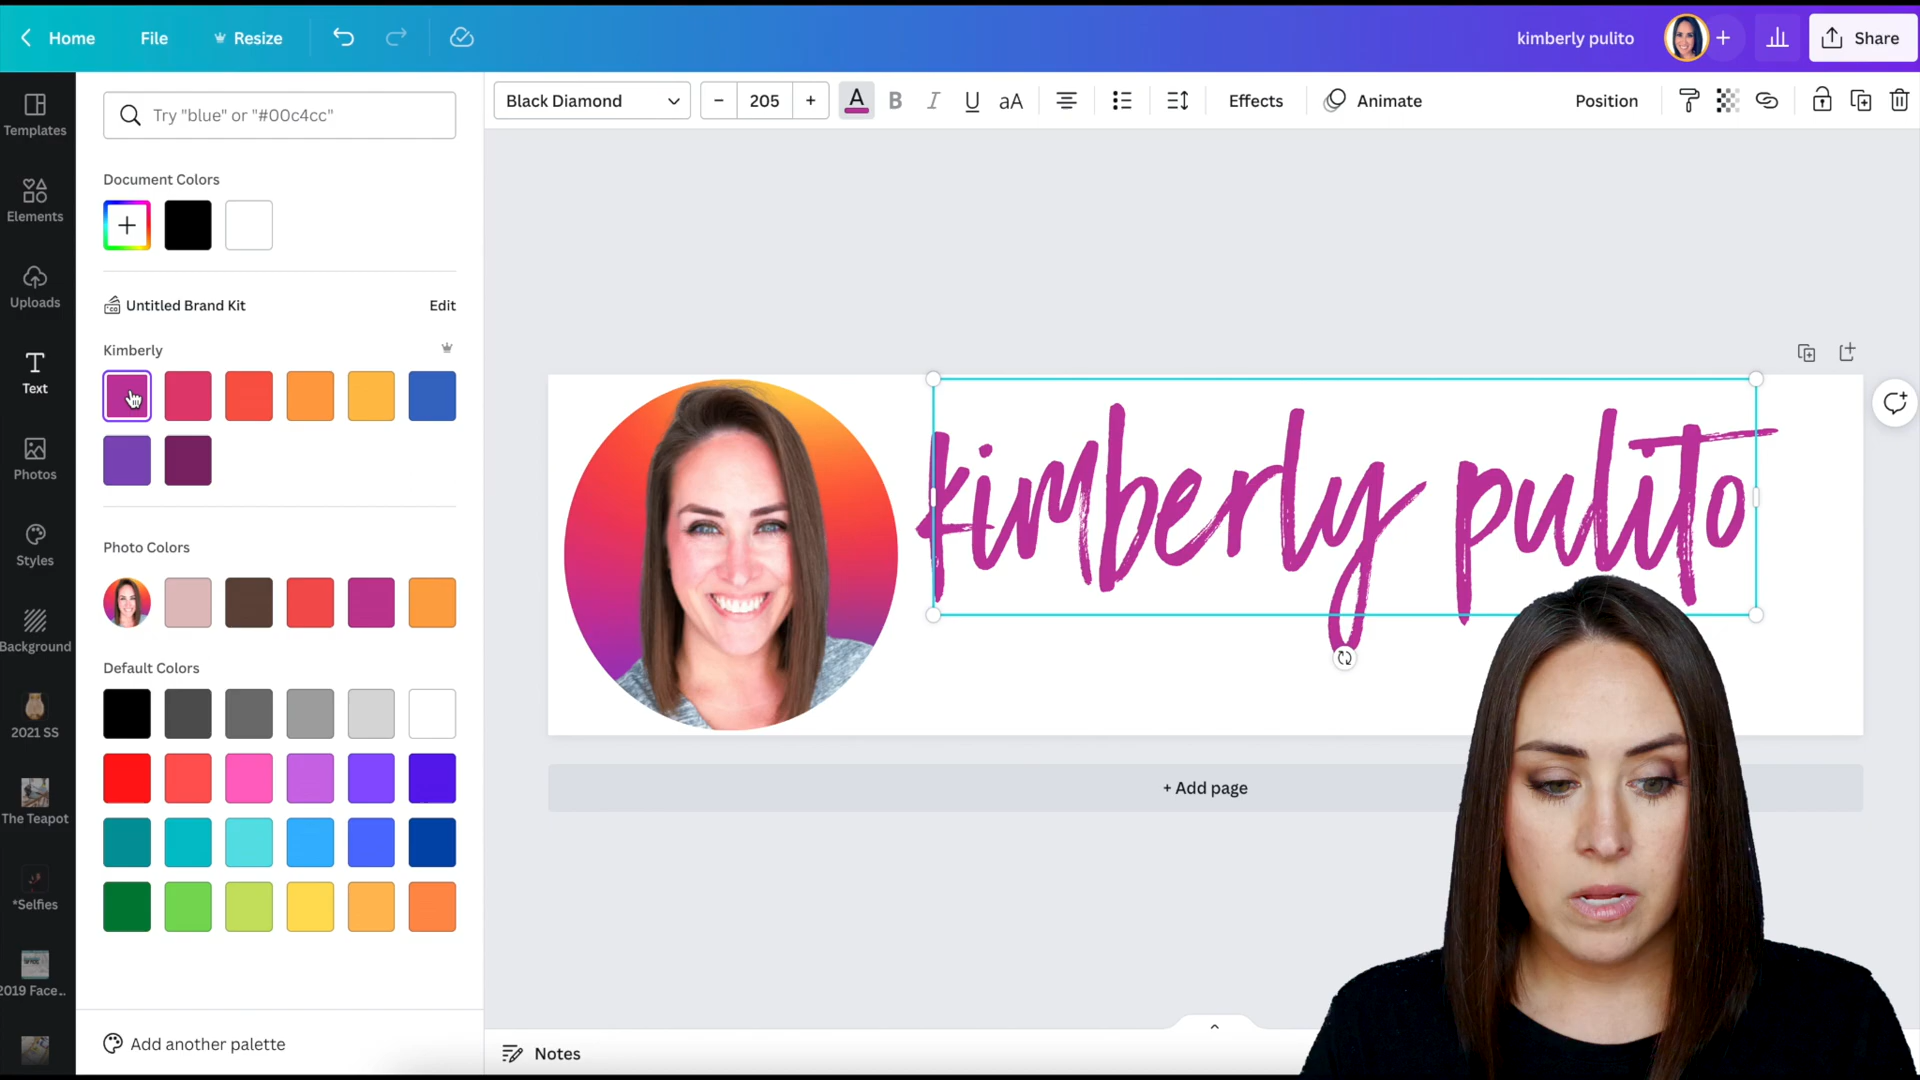 Home File Resize kimberly pulito + Share
Try "blue" or "#00c4cc"
Black Diamond − 205 + A B I U aA Effects Animate Position
Templates
Elements
Uploads
Text
Photos
Styles
Background
2021 SS
The Teapot
*Selfies
2019 Face...
Document Colors
+
Untitled Brand Kit Edit
Kimberly
Photo Colors
Default Colors
Add another palette
kimberly pulito
+ Add page
Notes